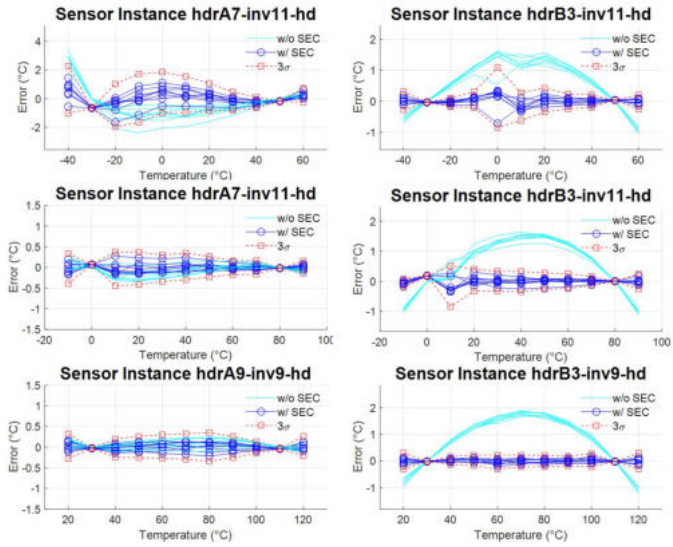 Sensor Instance hdrA7-inv11-hd
Error (°C)
4
2
0
-2
w/o SEC
w/ SEC
3σ
-40
-20
0
20
40
60
Temperature (°C)
Sensor Instance hdrB3-inv11-hd
Error (°C)
2
1
0
-1
w/o SEC
w/ SEC
3σ
-40
-20
0
20
40
60
Temperature (°C)
Sensor Instance hdrA7-inv11-hd
Error (°C)
1.5
1
0.5
0
-0.5
-1
-1.5
w/o SEC
w/ SEC
3σ
-20
0
20
40
60
80
100
Temperature (°C)
Sensor Instance hdrB3-inv11-hd
Error (°C)
2
1
0
-1
w/o SEC
w/ SEC
3σ
-20
0
20
40
60
80
100
Temperature (°C)
Sensor Instance hdrA9-inv9-hd
Error (°C)
1.5
1
0.5
0
-0.5
-1
-1.5
w/o SEC
w/ SEC
3σ
20
40
60
80
100
120
Temperature (°C)
Sensor Instance hdrB3-inv9-hd
Error (°C)
2
1
0
-1
w/o SEC
w/ SEC
3σ
20
40
60
80
100
120
Temperature (°C)